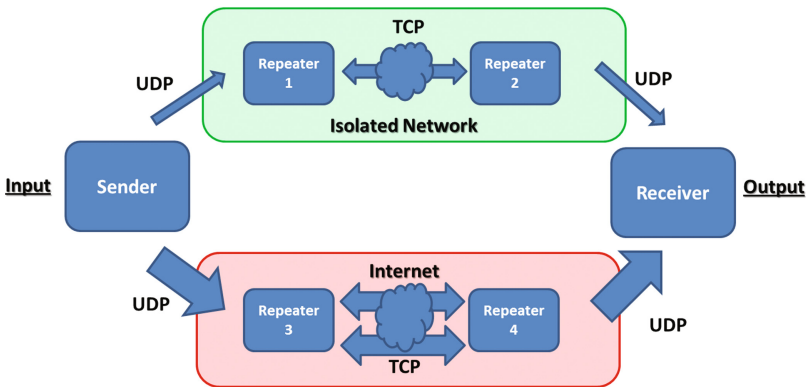 TCP
UDP
Repeater
1
Repeater
2
UDP
Isolated Network
Input
Sender
Receiver
Output
Internet
UDP
Repeater
3
Repeater
4
UDP
TCP